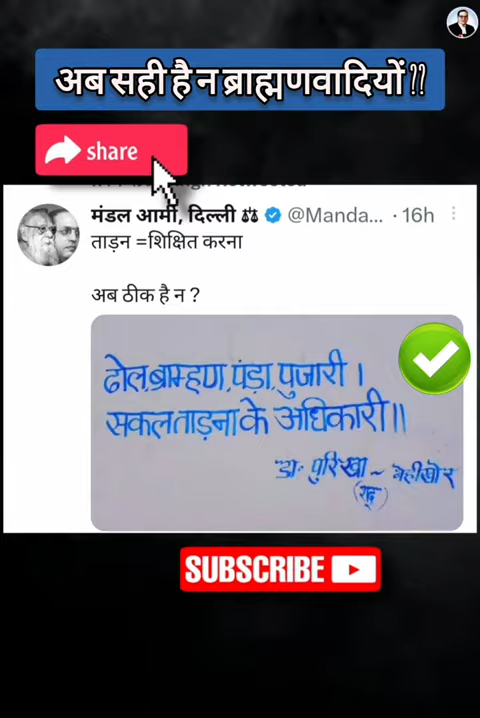 अब सही है न ब्राह्मणवादियों ??
share
मंडल आर्मी, दिल्ली @Manda... · 16h
ताड़न =शिक्षित करना
अब ठीक है न ?
ढोल,ब्राम्हण,पंडा,पुजारी ।
सकल ताड़ना के अधिकारी॥
डा॰ पुरिखा ~
(शूद्र)
SUBSCRIBE